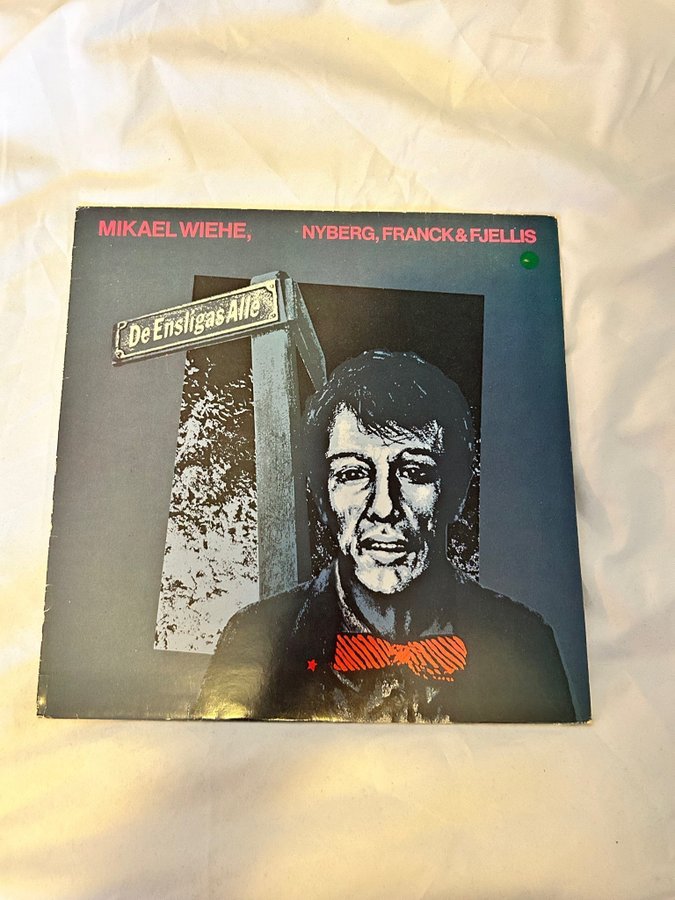 MIKAEL WIEHE, NYBERG, FRANCK & FJELLIS
De Ensligas Allé